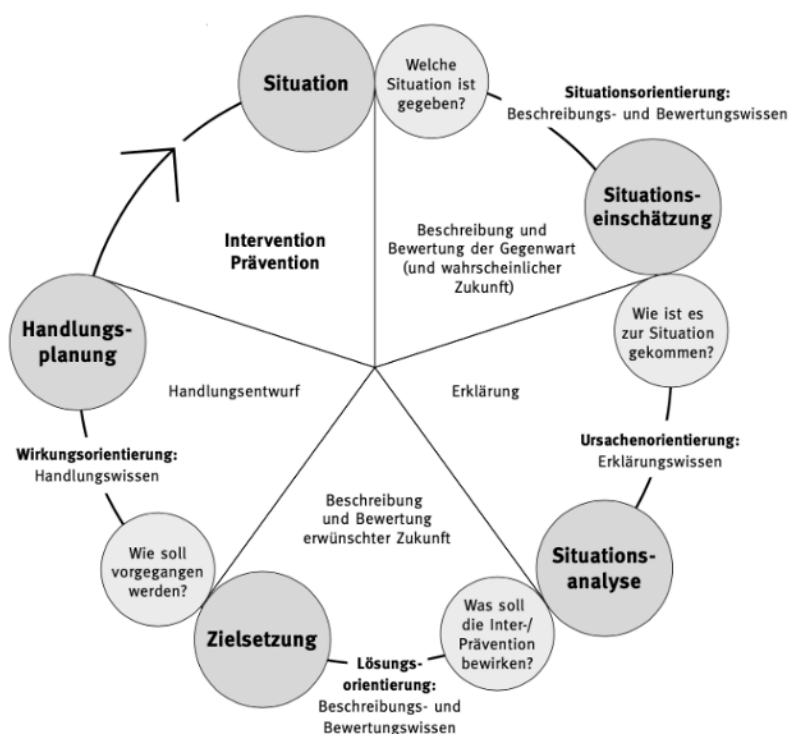 Situation
Welche
Situation ist
gegeben?
Situationsorientierung:
Beschreibungs- und Bewertungswissen
Situations-
einschätzung
Beschreibung und
Bewertung der Gegenwart
(und wahrscheinlicher
Zukunft)
Intervention
Prävention
Wie ist es
zur Situation
gekommen?
Handlungs-
planung
Handlungsentwurf
Erklärung
Ursachenorientierung:
Erklärungswissen
Wirkungsorientierung:
Handlungswissen
Beschreibung
und Bewertung
erwünschter Zukunft
Situations-
analyse
Wie soll
vorgegangen
werden?
Was soll
die Inter-/
Prävention
bewirken?
Zielsetzung
Lösungs-
orientierung:
Beschreibungs- und
Bewertungswissen